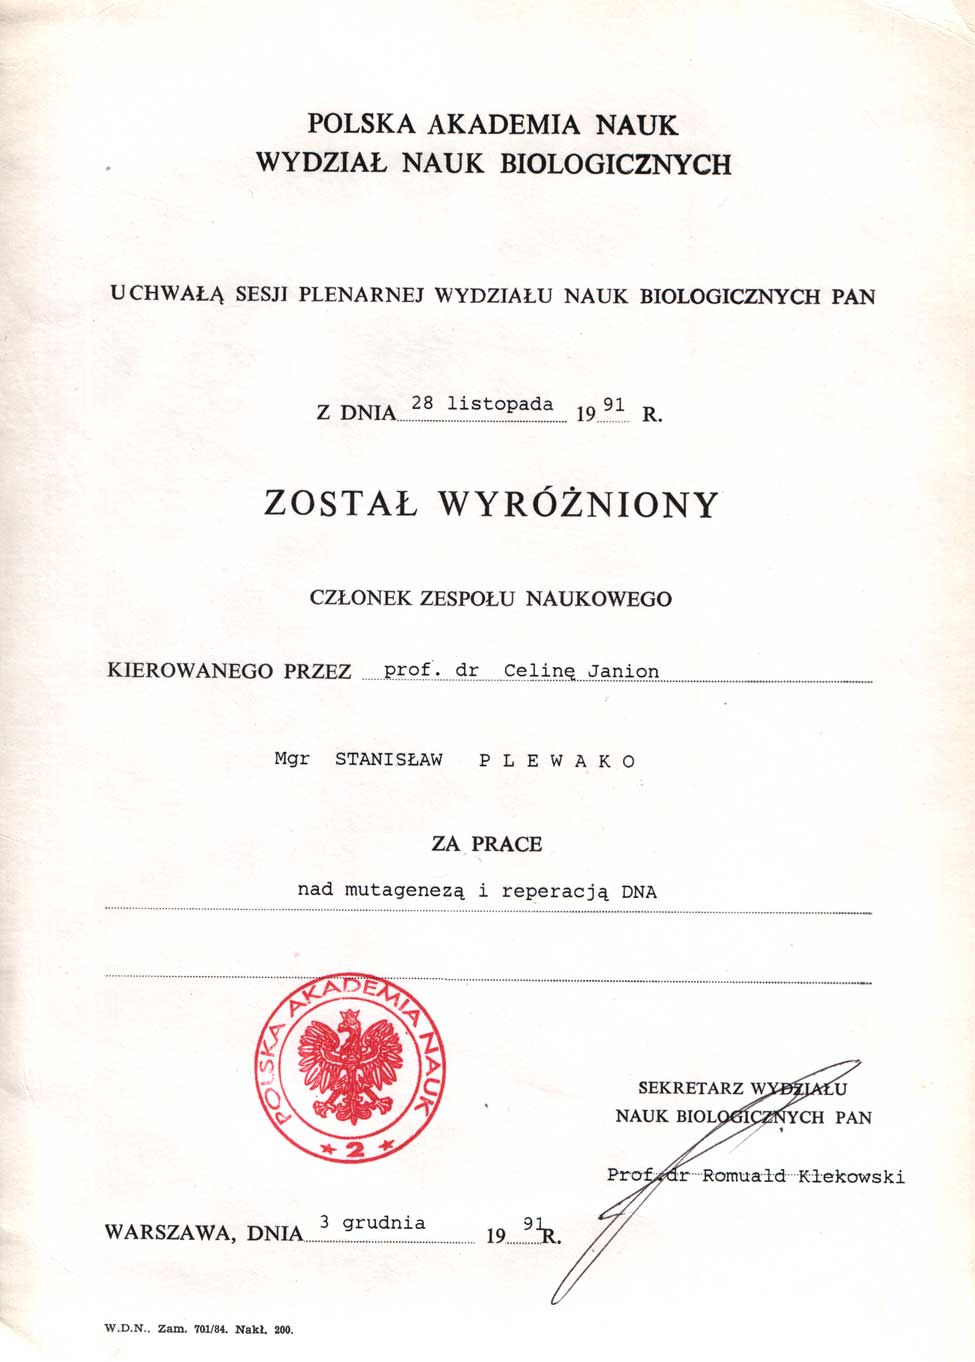 POLSKA AKADEMIA NAUK
WYDZIAŁ NAUK BIOLOGICZNYCH
UCHWAŁĄ SESJI PLENARNEJ WYDZIAŁU NAUK BIOLOGICZNYCH PAN
Z DNIA 28 listopada 19 91 R.
ZOSTAŁ WYRÓŻNIONY
CZŁONEK ZESPOŁU NAUKOWEGO
KIEROWANEGO PRZEZ prof. dr Celinę Janion
Mgr STANISŁAW P L E W A K O
ZA PRACE
nad mutagenezą i reperacją DNA
POLSKA AKADEMIA NAUK
2
SEKRETARZ WYDZIAŁU
NAUK BIOLOGICZNYCH PAN
Prof. dr Romuald Klekowski
WARSZAWA, DNIA 3 grudnia 19 91 R.
W.D.N.. Zam. 701/84. Nakł. 200.